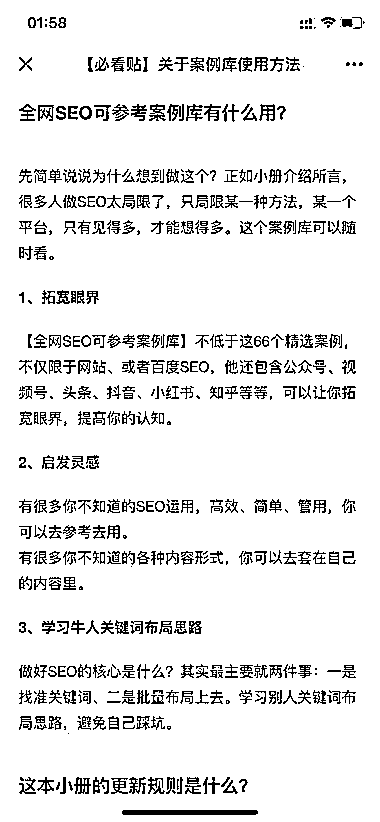 01:58
【必看贴】关于案例库使用方法
全网SEO可参考案例库有什么用?
先简单说说为什么想到做这个？正如小册介绍所言，
很多人做SEO太局限了，只局限某一种方法，某一个
平台，只有见得多，才能想得多。这个案例库可以随
时看。
1、拓宽眼界
【全网SEO可参考案例库】不低于这66个精选案例，
不仅限于网站、或者百度SEO，他还包含公众号、视
频号、头条、抖音、小红书、知乎等等，可以让你拓
宽眼界，提高你的认知。
2、启发灵感
有很多你不知道的SEO运用，高效、简单、管用，你
可以去参考去用。
有很多你不知道的各种内容形式，你可以去套在自己
的内容里。
3、学习牛人关键词布局思路
做好SEO的核心是什么？其实最主要就两件事：一是
找准关键词、二是批量布局上去。学习别人关键词布
局思路，避免自己踩坑。
这本小册的更新规则是什么?